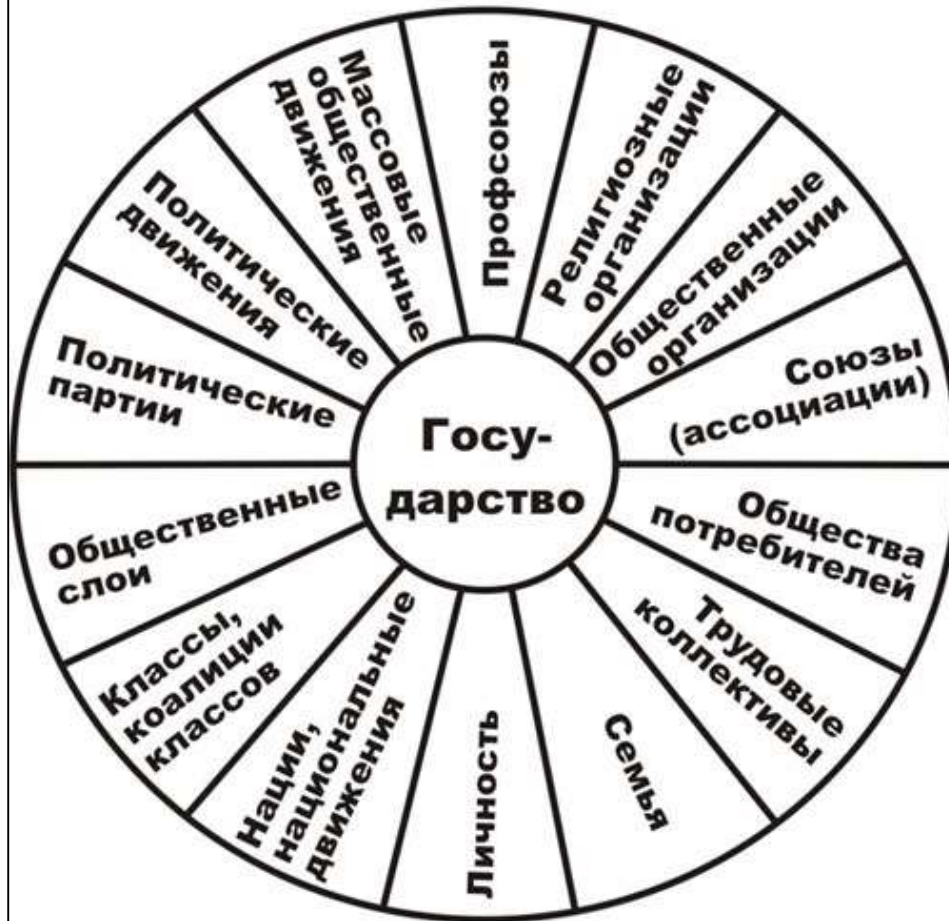 Госу-
дарство
Профсоюзы
Религиозные
организации
Общественные
организации
Союзы
(ассоциации)
Общества
потребителей
Трудовые
коллективы
Семья
Личность
Нации,
национальные
движения
Классы,
коалиции
классов
Общественные
слои
Политические
партии
Политические
движения
Массовые
общественные
движения